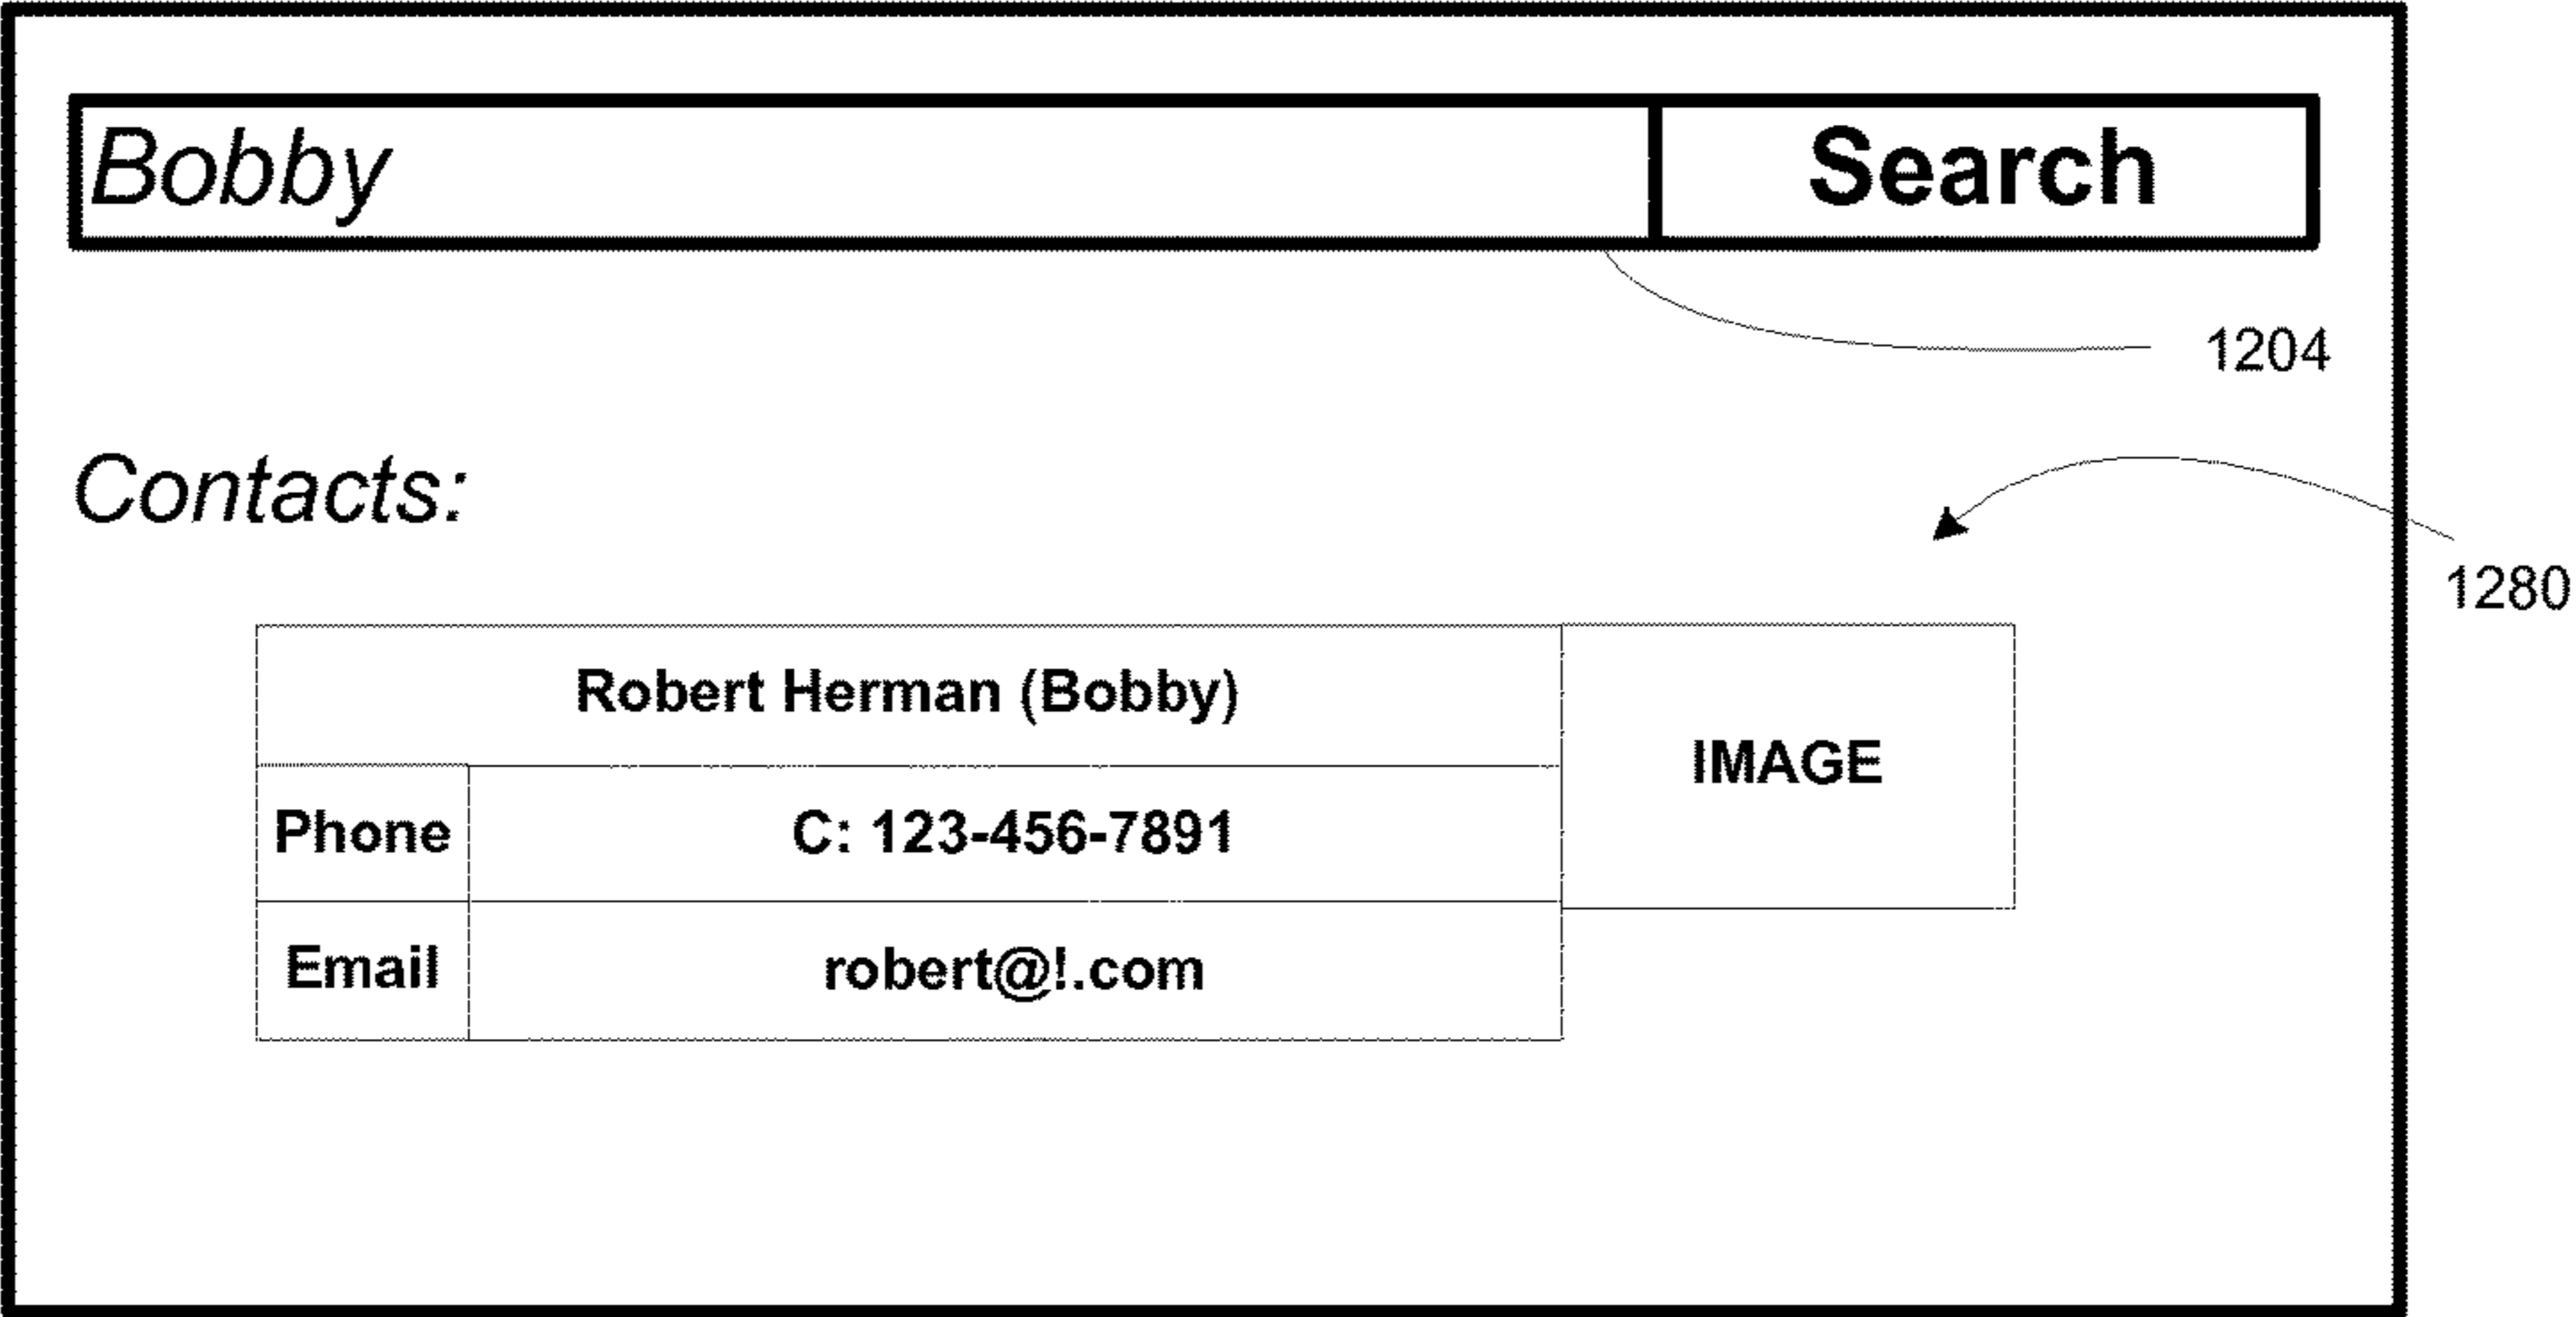 Bobby Search
1204
Contacts:
1280
Robert Herman (Bobby)
IMAGE
Phone C: 123-456-7891
Email robert@!.com